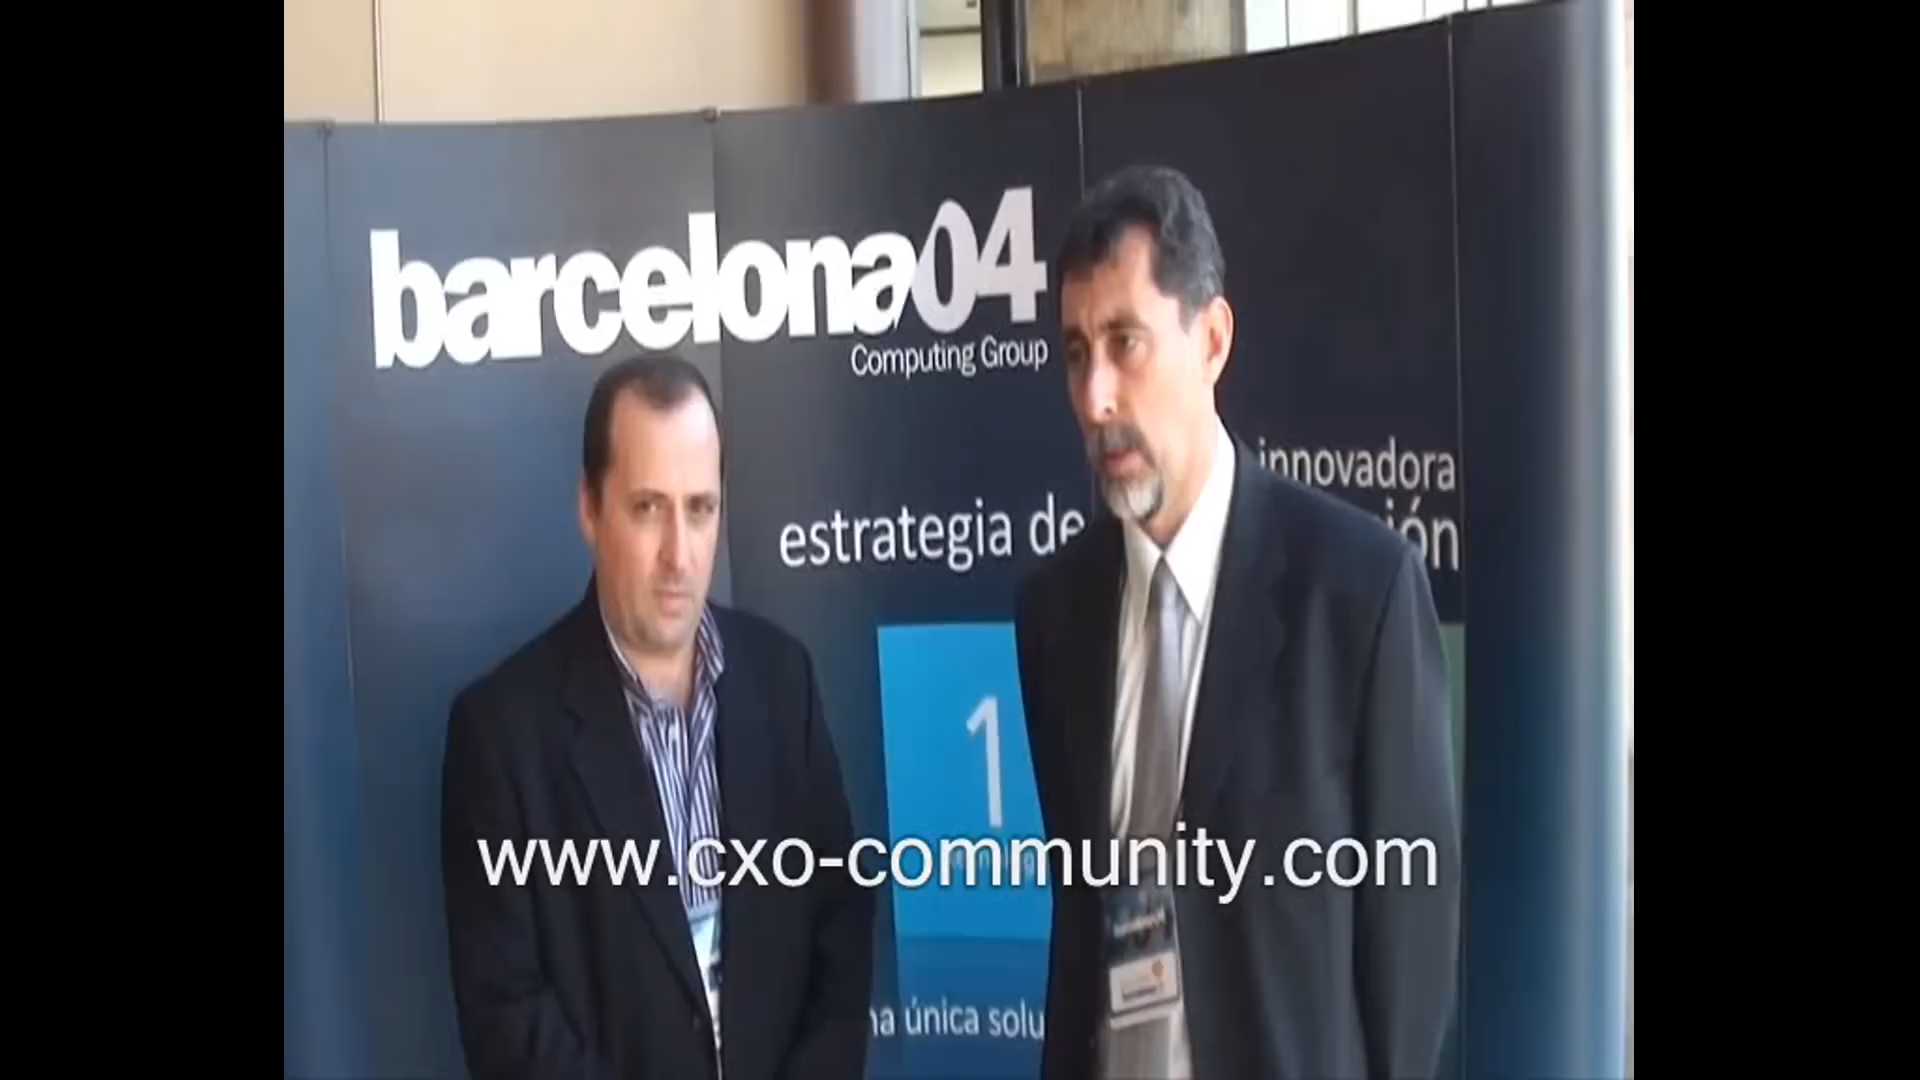 barcelona04
Computing Group
innovadora
estrategia de
ión
1
www.cxo-community.com
na única solu